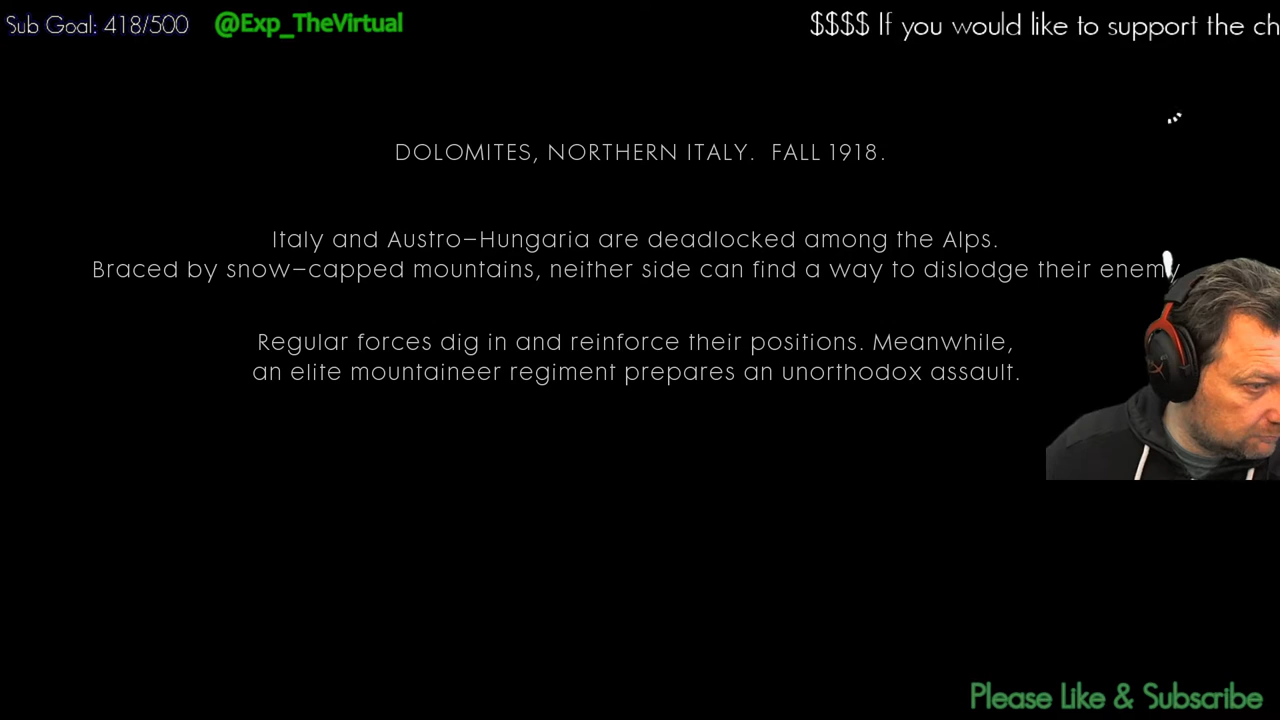 Sub Goal: 418/500
@Exp_TheVirtual
$$$$ If you would like to support the ch
DOLOMITES, NORTHERN ITALY. FALL 1918.
Italy and Austro-Hungaria are deadlocked among the Alps.
Braced by snow-capped mountains, neither side can find a way to dislodge their enemy
Regular forces dig in and reinforce their positions. Meanwhile,
an elite mountaineer regiment prepares an unorthodox assault.
Please Like & Subscribe